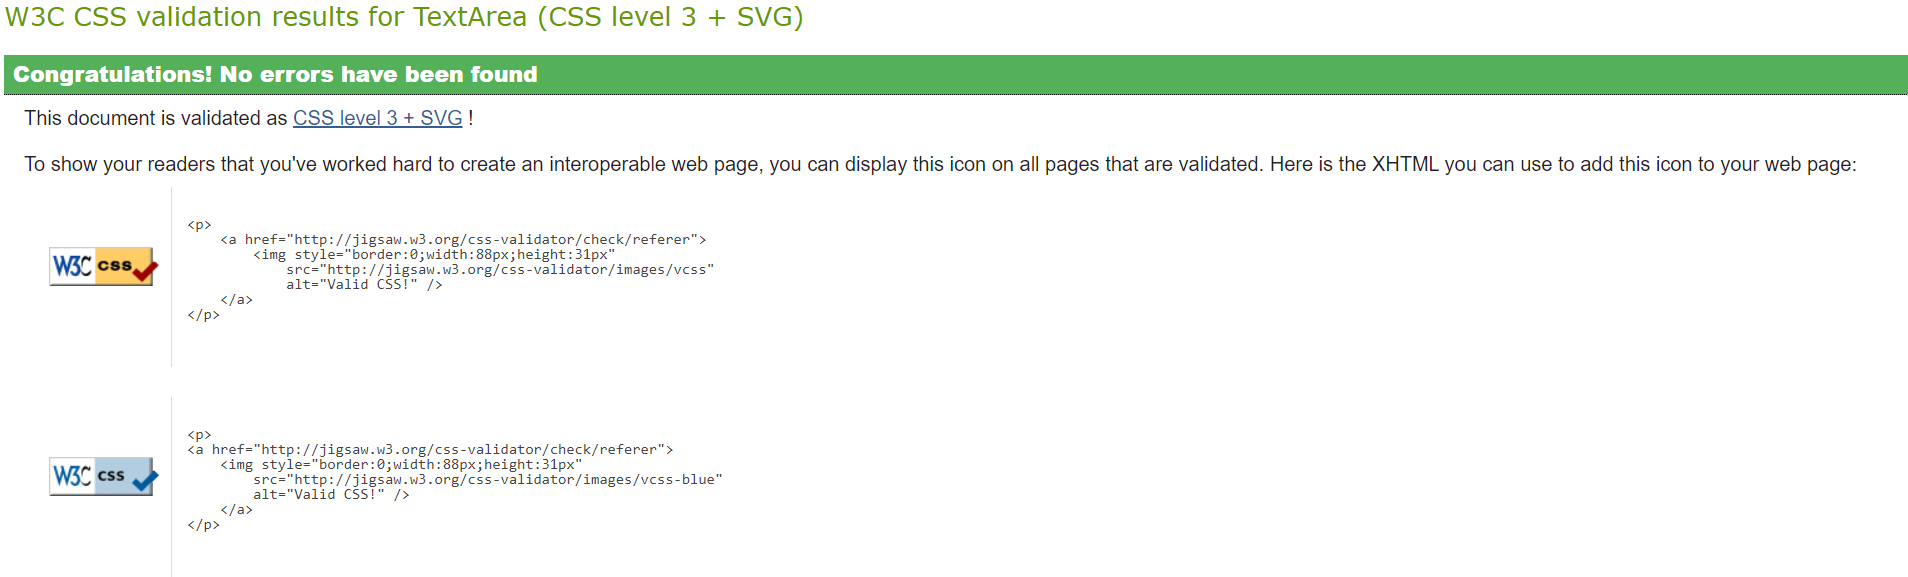 W3C CSS validation results for TextArea (CSS level 3 + SVG)
Congratulations! No errors have been found
This document is validated as CSS level 3 + SVG !
To show your readers that you've worked hard to create an interoperable web page, you can display this icon on all pages that are validated. Here is the XHTML you can use to add this icon to your web page:
W3C css
<p>
    <a href="http://jigsaw.w3.org/css-validator/check/referer">
        <img style="border:0;width:88px;height:31px"
            src="http://jigsaw.w3.org/css-validator/images/vcss"
            alt="Valid CSS!" />
    </a>
</p>
W3C css
<p>
<a href="http://jigsaw.w3.org/css-validator/check/referer">
    <img style="border:0;width:88px;height:31px"
        src="http://jigsaw.w3.org/css-validator/images/vcss-blue"
        alt="Valid CSS!" />
    </a>
</p>